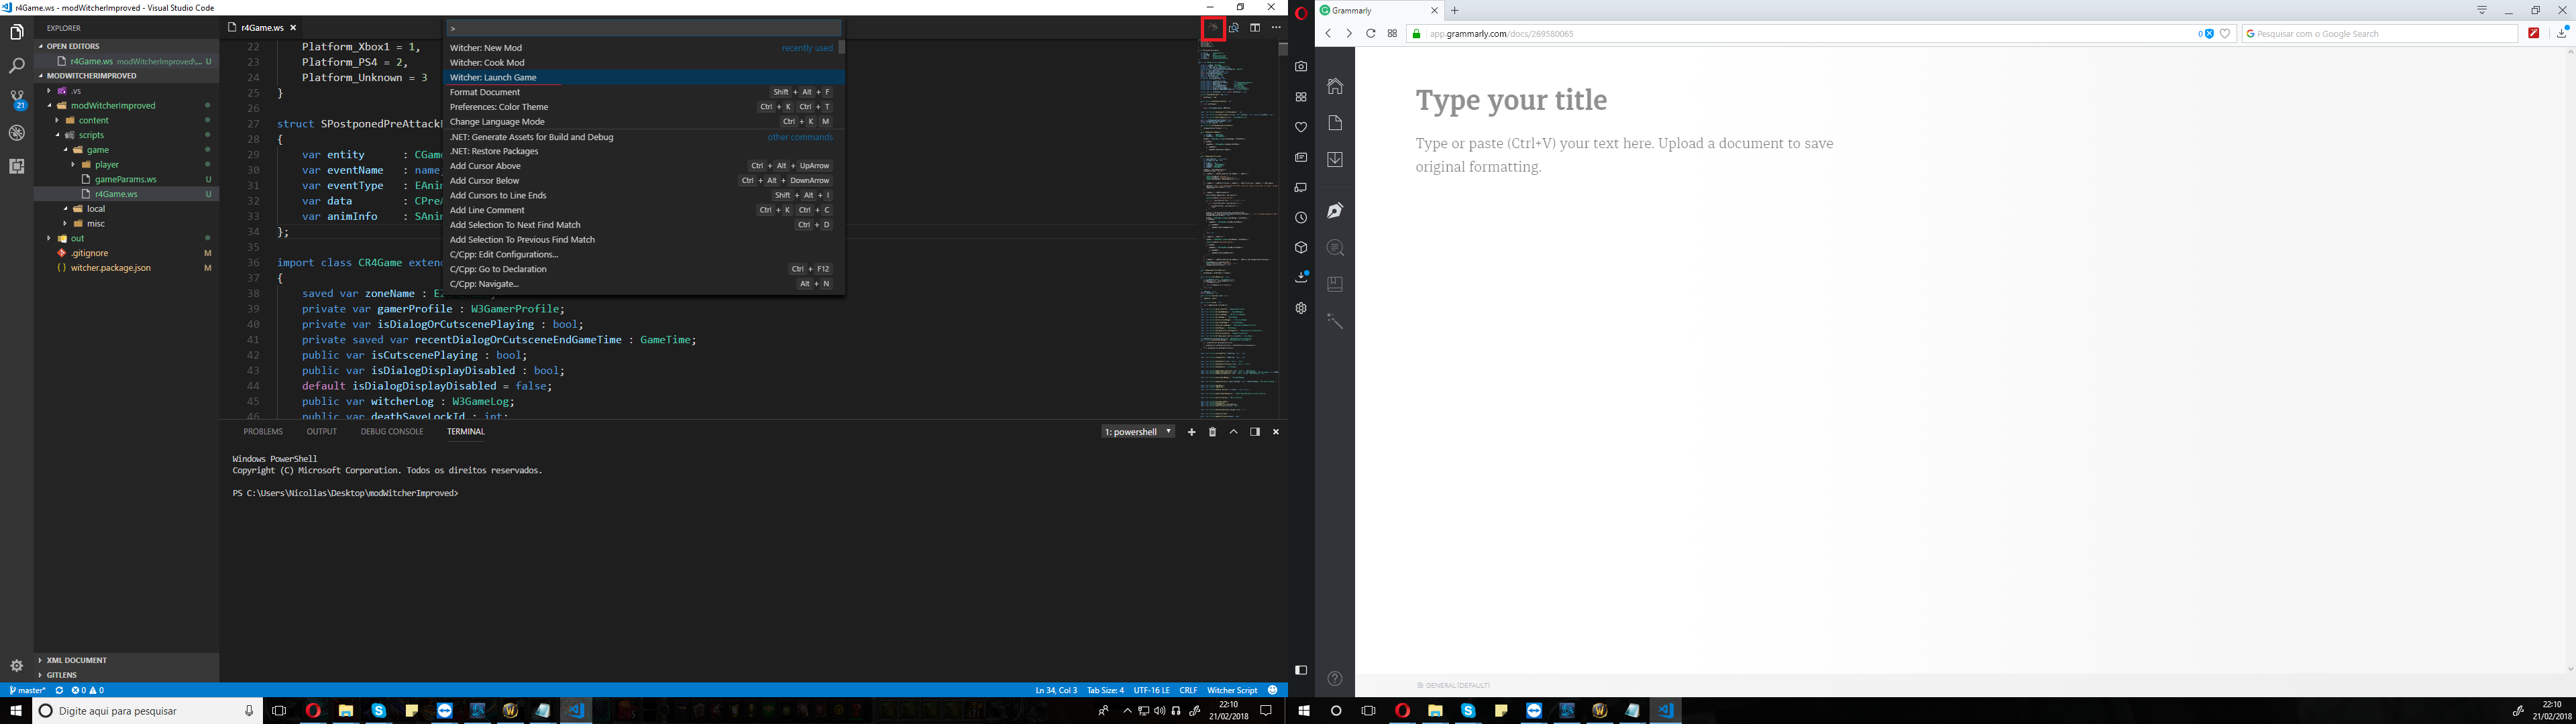 r4Game.ws - modWitcherImproved - Visual Studio Code
EXPLORER
OPEN EDITORS
r4Game.ws modWitcherImproved\... U
MODWITCHERIMPROVED
.vs
modWitcherImproved
content
scripts
game
player
gameParams.ws U
r4Game.ws U
local
misc
out
.gitignore M
witcher.package.json M
XML DOCUMENT
GITLENS
21
r4Game.ws
22 Platform_Xbox1 = 1,
23 Platform_PS4 = 2,
24 Platform_Unknown = 3
25 }
26
27 struct SPostponedPreAttack
28 {
29 var entity : CGam
30 var eventName : name
31 var eventType : EAni
32 var data : CPre
33 var animInfo : SAni
34 };
35
36 import class CR4Game exten
37 {
38 saved var zoneName : E
39 private var gamerProfile : W3GamerProfile;
40 private var isDialogOrCutscenePlaying : bool;
41 private saved var recentDialogOrCutsceneEndGameTime : GameTime;
42 public var isCutscenePlaying : bool;
43 public var isDialogDisplayDisabled : bool;
44 default isDialogDisplayDisabled = false;
45 public var witcherLog : W3GameLog;
46 public var deathSaveLockId : int;
>
Witcher: New Mod recently used
Witcher: Cook Mod
Witcher: Launch Game
Format Document Shift + Alt + F
Preferences: Color Theme Ctrl + K Ctrl + T
Change Language Mode Ctrl + K M
.NET: Generate Assets for Build and Debug other commands
.NET: Restore Packages
Add Cursor Above Ctrl + Alt + UpArrow
Add Cursor Below Ctrl + Alt + DownArrow
Add Cursors to Line Ends Shift + Alt + I
Add Line Comment Ctrl + K Ctrl + C
Add Selection To Next Find Match Ctrl + D
Add Selection To Previous Find Match
C/Cpp: Edit Configurations...
C/Cpp: Go to Declaration Ctrl + F12
C/Cpp: Navigate... Alt + N
PROBLEMS OUTPUT DEBUG CONSOLE TERMINAL 1: powershell
Windows PowerShell
Copyright (C) Microsoft Corporation. Todos os direitos reservados.
PS C:\Users\Nicollas\Desktop\modWitcherImproved>
master* 0 0 Ln 34, Col 3 Tab Size: 4 UTF-16 LE CRLF Witcher Script
Digite aqui para pesquisar
22:10
21/02/2018
Grammarly
app.grammarly.com/docs/269580065 0
Pesquisar com o Google Search
Type your title
Type or paste (Ctrl+V) your text here. Upload a document to save
original formatting.
GENERAL (DEFAULT)
22:10
21/02/2018